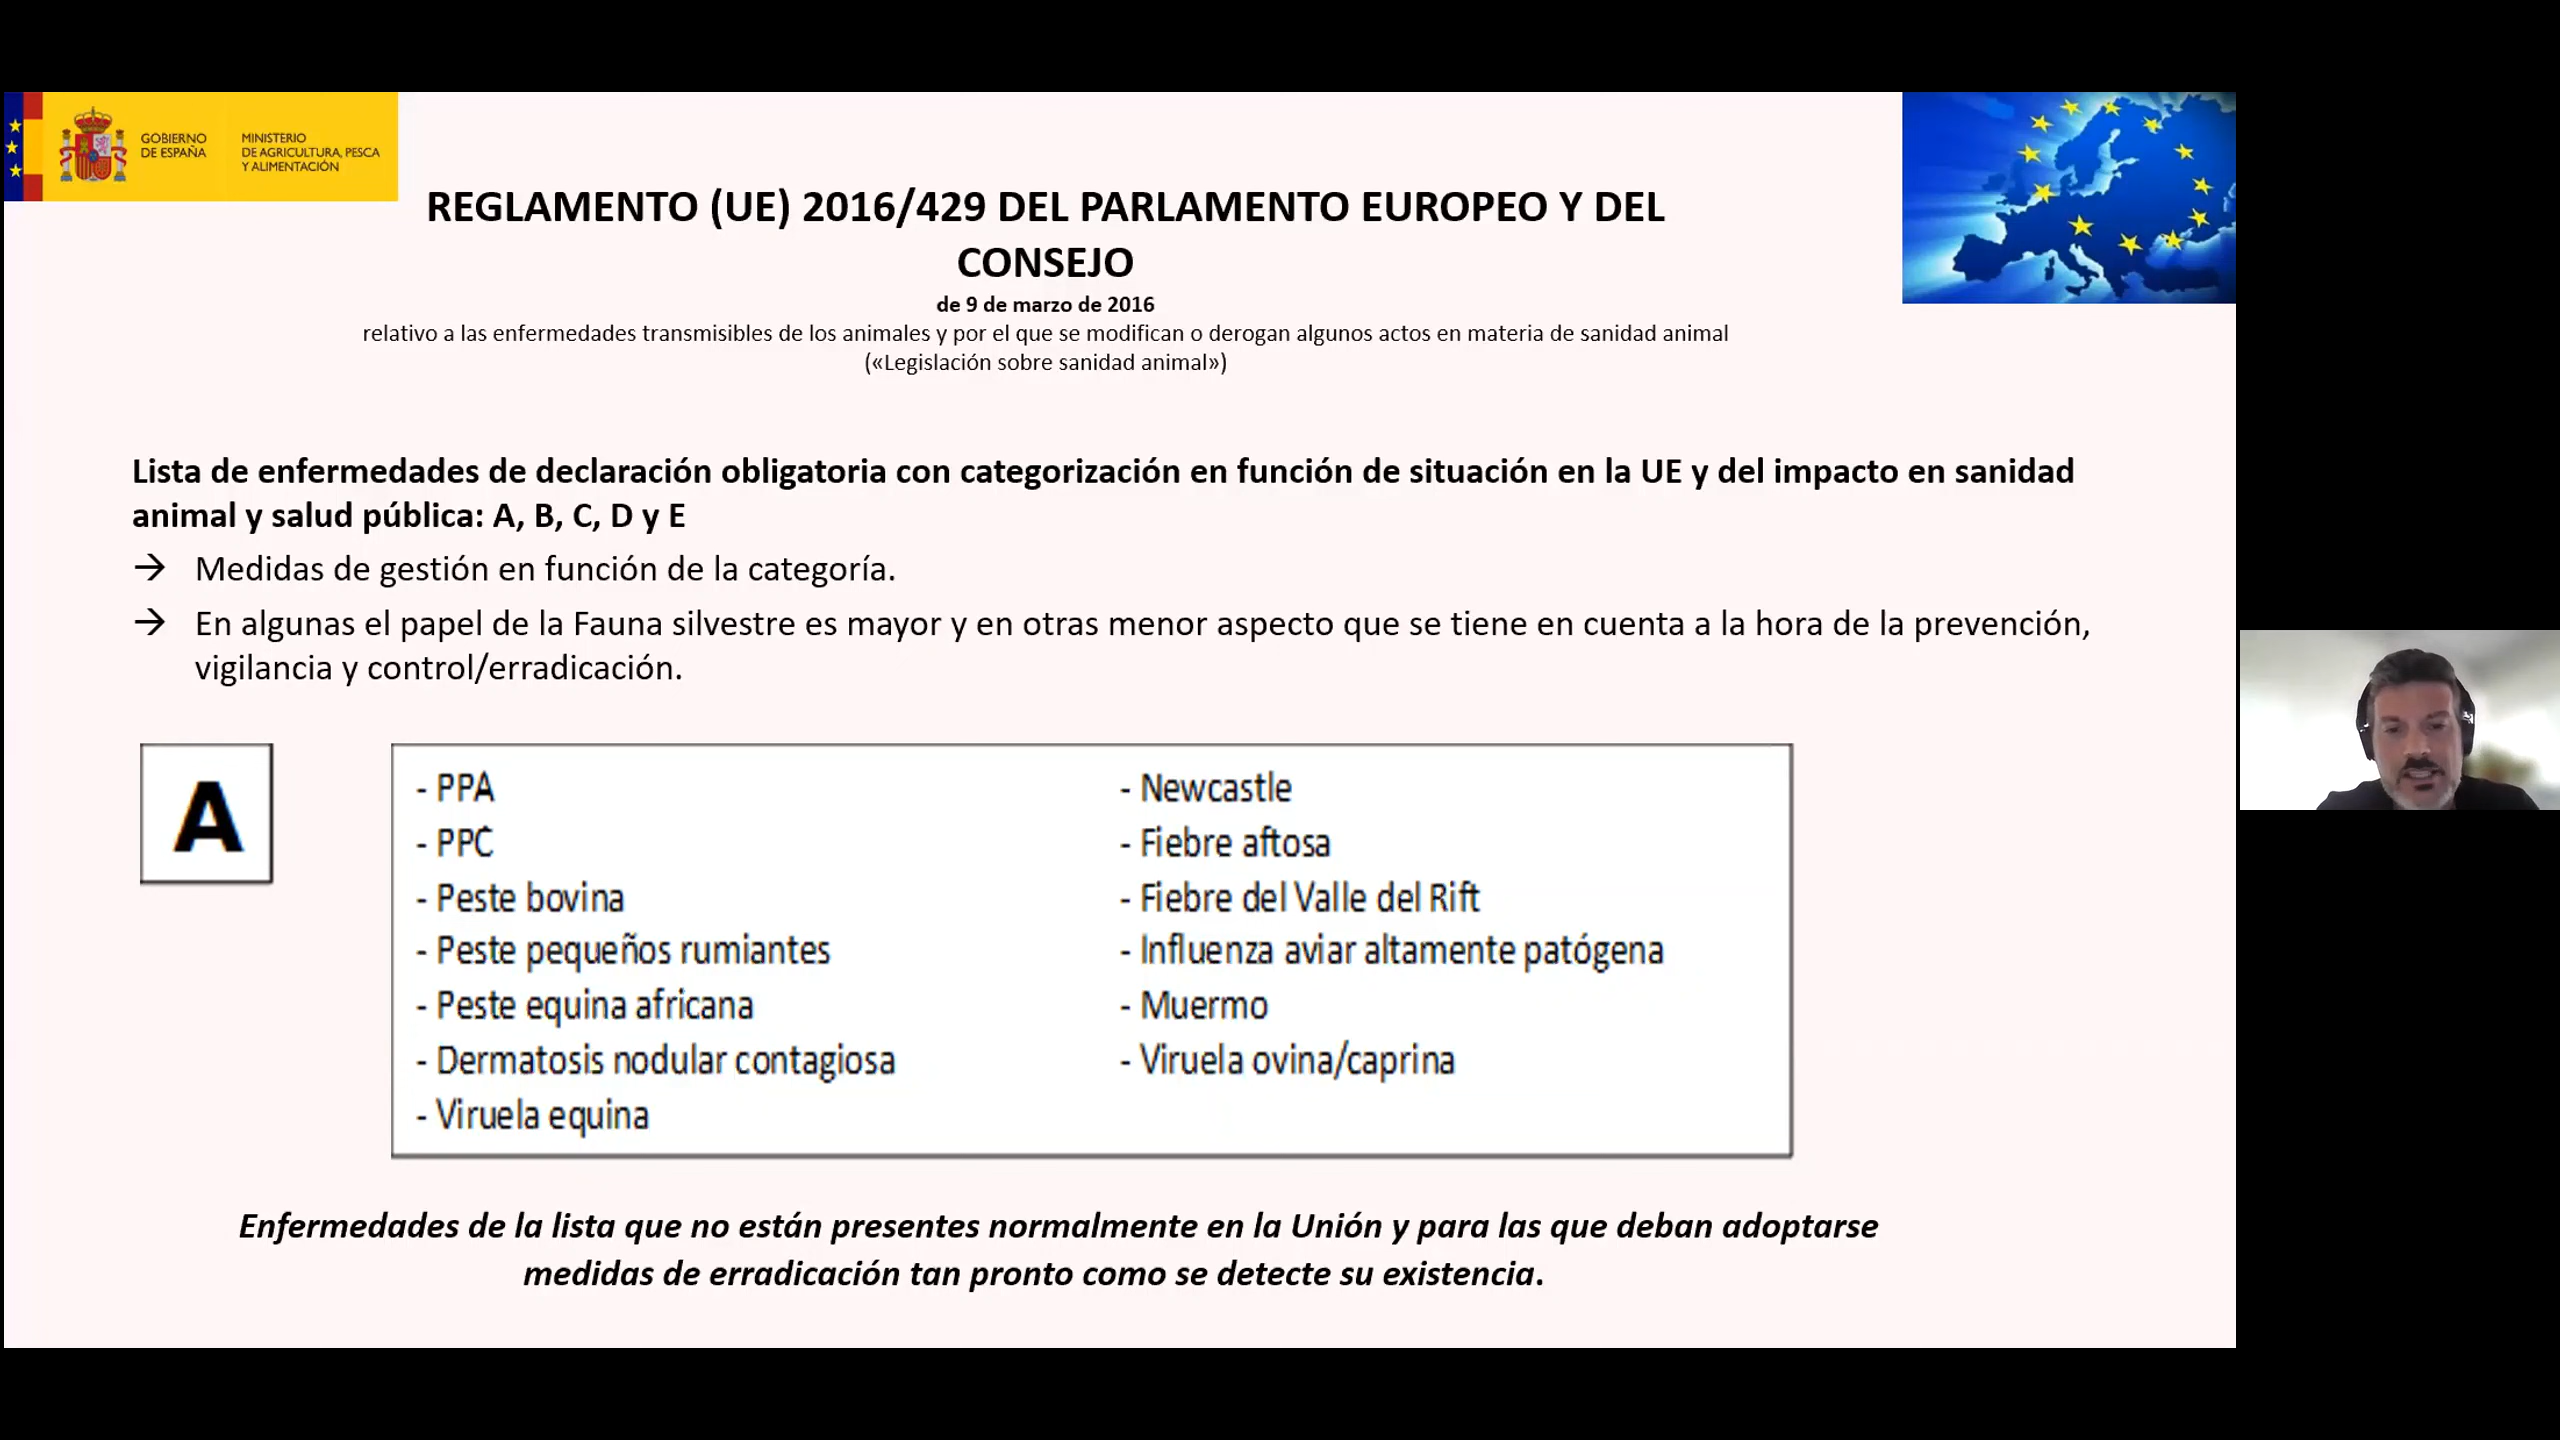 GOBIERNO
DE ESPAÑA
MINISTERIO
DE AGRICULTURA, PESCA
Y ALIMENTACIÓN
REGLAMENTO (UE) 2016/429 DEL PARLAMENTO EUROPEO Y DEL
CONSEJO
de 9 de marzo de 2016
relativo a las enfermedades transmisibles de los animales y por el que se modifican o derogan algunos actos en materia de sanidad animal
(«Legislación sobre sanidad animal»)
Lista de enfermedades de declaración obligatoria con categorización en función de situación en la UE y del impacto en sanidad
animal y salud pública: A, B, C, D y E
→ Medidas de gestión en función de la categoría.
→ En algunas el papel de la Fauna silvestre es mayor y en otras menor aspecto que se tiene en cuenta a la hora de la prevención,
vigilancia y control/erradicación.
A
- PPA
- PPC
- Peste bovina
- Peste pequeños rumiantes
- Peste equina africana
- Dermatosis nodular contagiosa
- Viruela equina
- Newcastle
- Fiebre aftosa
- Fiebre del Valle del Rift
- Influenza aviar altamente patógena
- Muermo
- Viruela ovina/caprina
Enfermedades de la lista que no están presentes normalmente en la Unión y para las que deban adoptarse
medidas de erradicación tan pronto como se detecte su existencia.